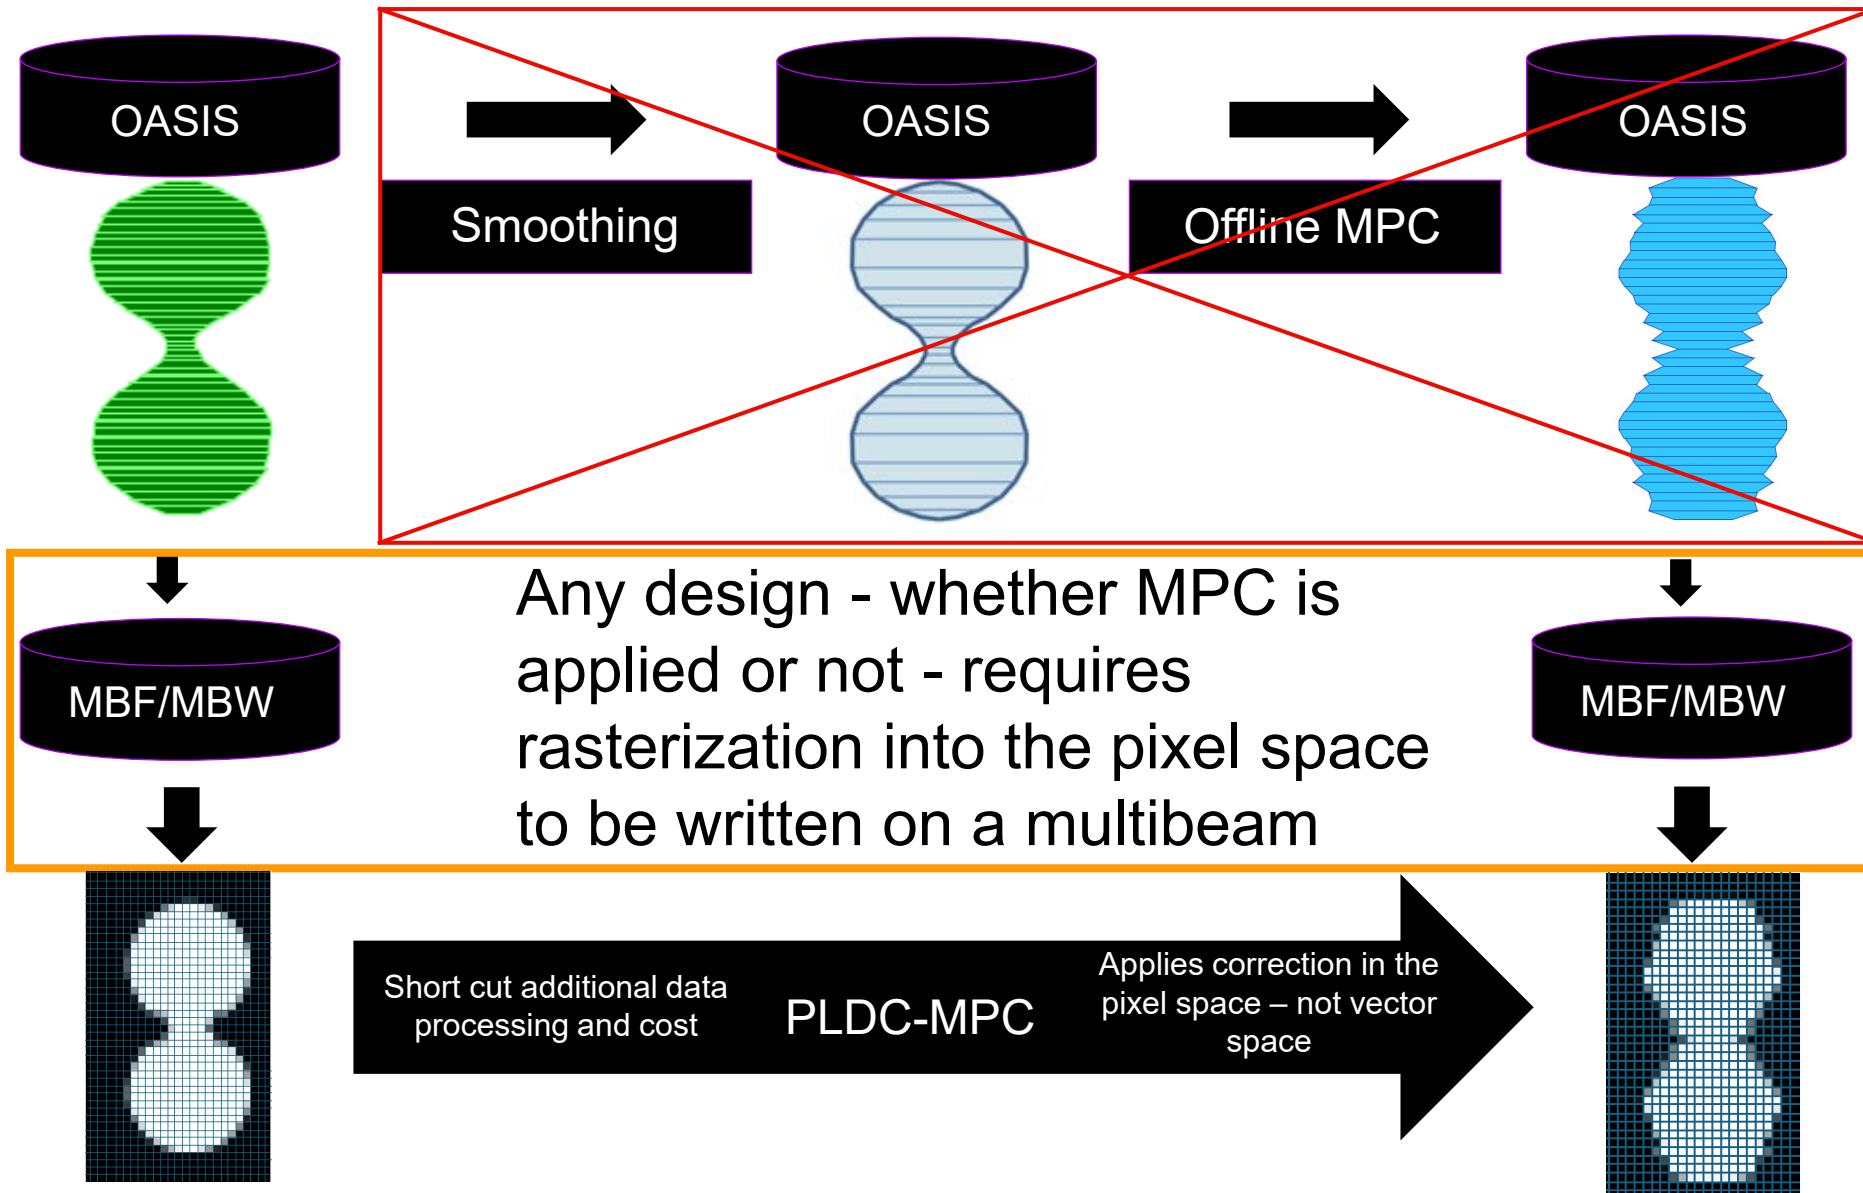 OASIS
OASIS
OASIS
Smoothing
Offline MPC
Any design - whether MPC is
applied or not - requires
rasterization into the pixel space
to be written on a multibeam
MBF/MBW
MBF/MBW
Short cut additional data
processing and cost
PLDC-MPC
Applies correction in the
pixel space – not vector
space